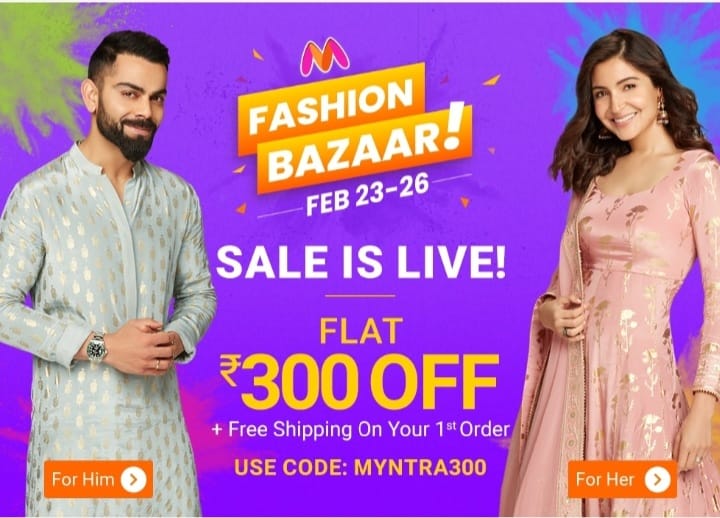 FASHION
BAZAAR!
FEB 23-26
SALE IS LIVE!
FLAT
₹300 OFF
+ Free Shipping On Your 1st Order
USE CODE: MYNTRA300
For Him
For Her